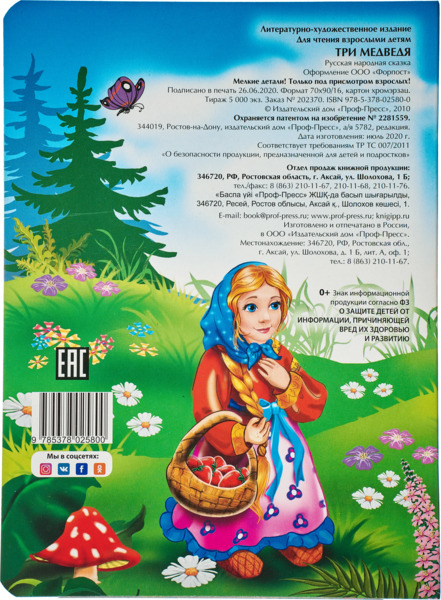 Литературно-художественное издание
Для чтения взрослыми детям
ТРИ МЕДВЕДЯ
Русская народная сказка
Оформление ООО «Форпост»
Мелкие детали! Только под присмотром взрослых!
Подписано в печать 26.06.2020. Формат 70х90/16, картон хромэрзац.
Тираж 5 000 экз. Заказ № 202370. ISBN 978-5-378-02580-0
© Издательский дом «Проф-Пресс», 2010
Охраняется патентом на изобретение № 2281559.
344019, Ростов-на-Дону, издательский дом «Проф-Пресс», а/я 5782, редакция.
Дата изготовления: июль 2020 г.
Соответствует требованиям ТР ТС 007/2011
«О безопасности продукции, предназначенной для детей и подростков»
Отдел продаж книжной продукции:
346720, РФ, Ростовская область, г. Аксай, ул. Шолохова, 1 Б;
тел./факс: 8 (863) 210-11-67, 210-11-68, 210-11-76.
«Баспа үйі «Проф-Пресс» ЖШҚ-да басып шығарылды,
346720, Ресей, Ростов облысы, Аксай қ., Шолохов көшесі, 1.
E-mail: book@prof-press.ru; www.prof-press.ru; knigipp.ru
Изготовлено и отпечатано в России,
в ООО «Издательский дом «Проф-Пресс».
Местонахождение: 346720, РФ, Ростовская обл.,
г. Аксай, ул. Шолохова, д. 1 Б, лит. А, оф. 1;
тел.: 8 (863) 210-11-67.
0+ Знак информационной
продукции согласно ФЗ
О ЗАЩИТЕ ДЕТЕЙ ОТ
ИНФОРМАЦИИ, ПРИЧИНЯЮЩЕЙ
ВРЕД ИХ ЗДОРОВЬЮ
И РАЗВИТИЮ
EAC
9 785378 025800
Мы в соцсетях: